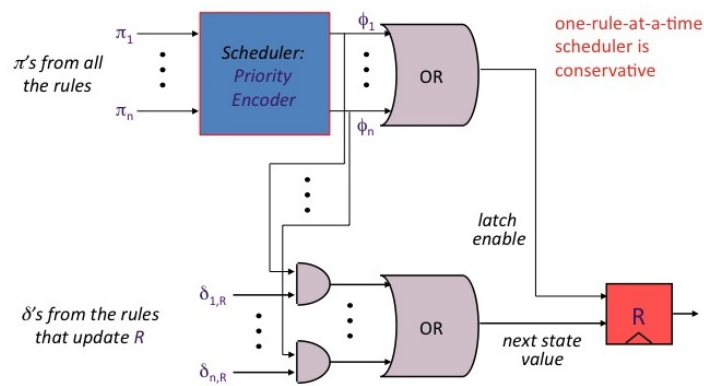 π1
π's from all
the rules
πn
Scheduler:
Priority
Encoder
ϕ1
ϕn
OR
one-rule-at-a-time
scheduler is
conservative
latch
enable
δ1,R
δ's from the rules
that update R
δn,R
OR
next state
value
R